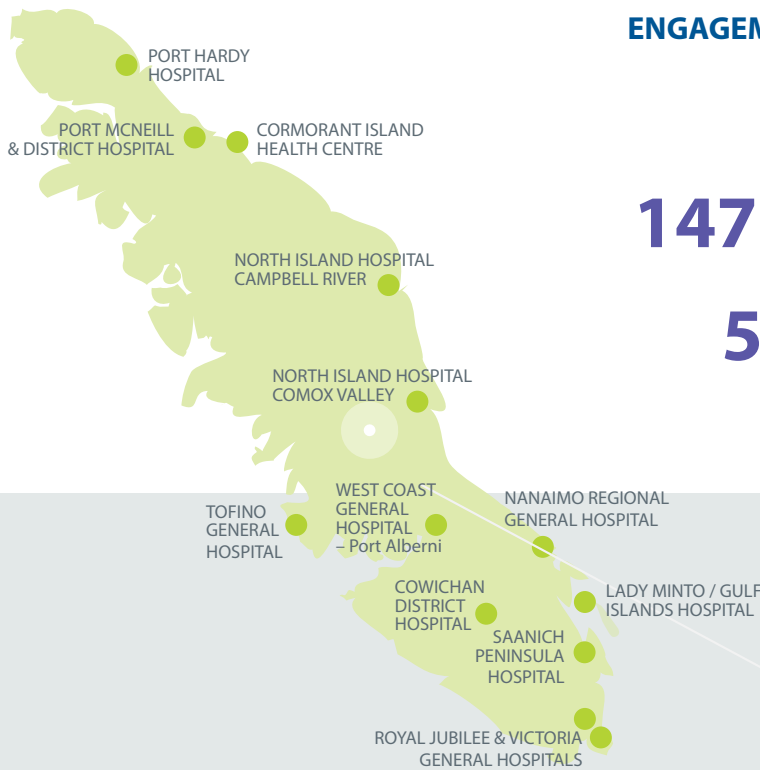 ENGAGEM
PORT HARDY
HOSPITAL
PORT MCNEILL
& DISTRICT HOSPITAL
CORMORANT ISLAND
HEALTH CENTRE
147
NORTH ISLAND HOSPITAL
CAMPBELL RIVER
5
NORTH ISLAND HOSPITAL
COMOX VALLEY
WEST COAST
GENERAL
HOSPITAL
– Port Alberni
NANAIMO REGIONAL
GENERAL HOSPITAL
TOFINO
GENERAL
HOSPITAL
COWICHAN
DISTRICT
HOSPITAL
LADY MINTO / GULF
ISLANDS HOSPITAL
SAANICH
PENINSULA
HOSPITAL
ROYAL JUBILEE & VICTORIA
GENERAL HOSPITALS